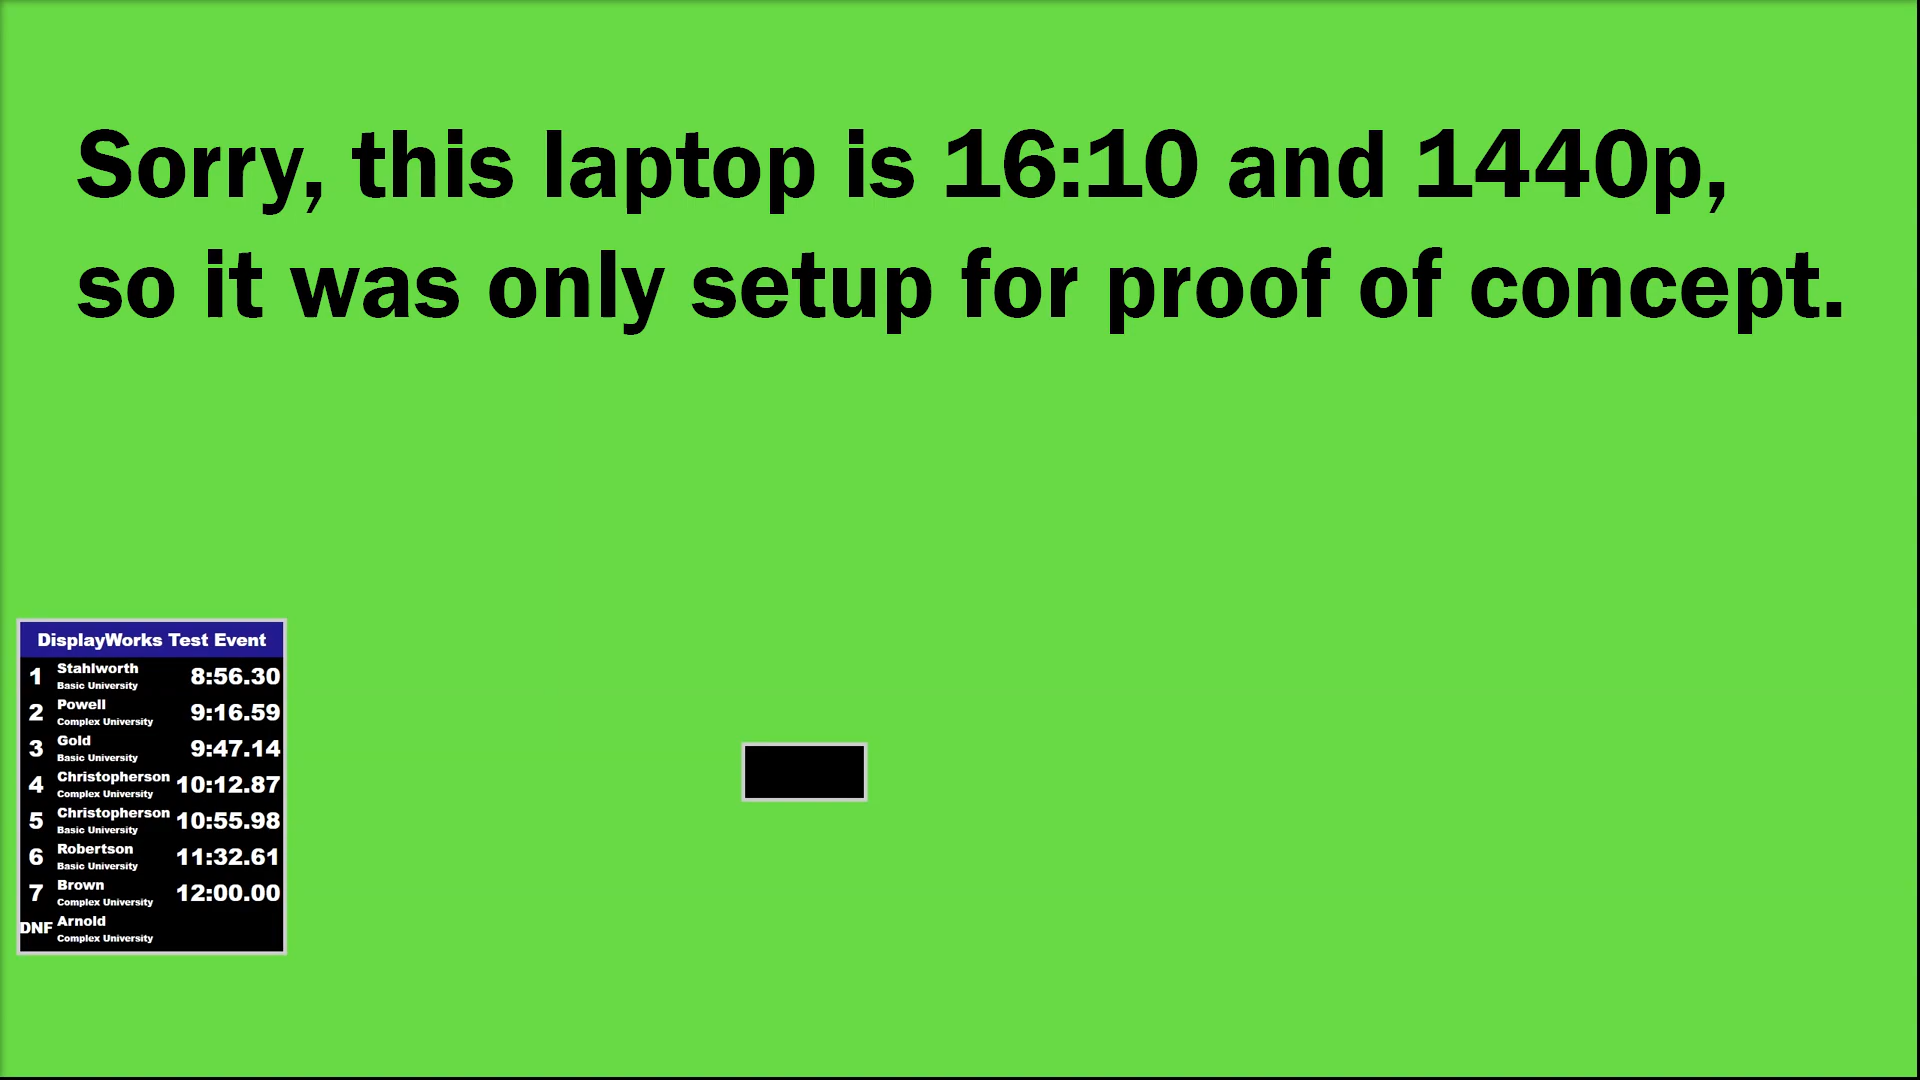 Sorry, this laptop is 16:10 and 1440p,
so it was only setup for proof of concept.
DisplayWorks Test Event
1 Stahlworth 8:56.30
Basic University
2 Powell 9:16.59
Complex University
3 Gold 9:47.14
Basic University
4 Christopherson 10:12.87
Complex University
5 Christopherson 10:55.98
Basic University
6 Robertson 11:32.61
Basic University
7 Brown 12:00.00
Complex University
DNF Arnold
Complex University